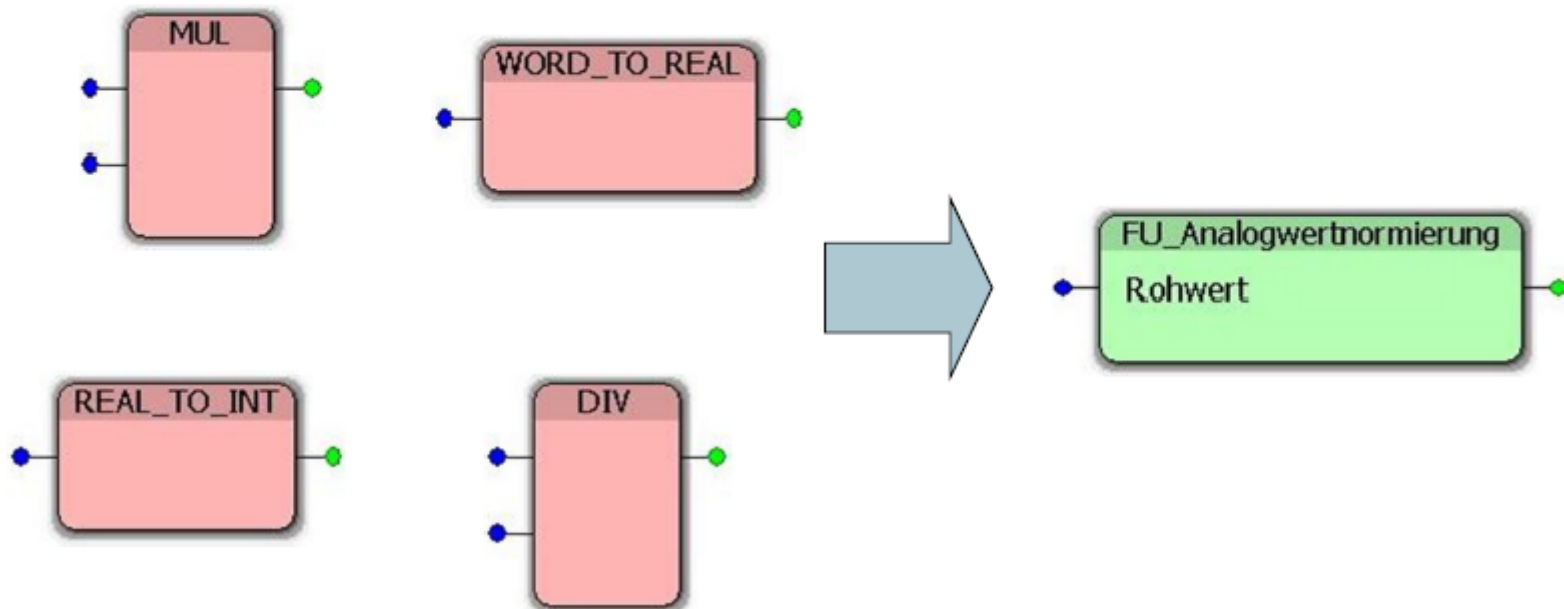 MUL
WORD_TO_REAL
FU_Analogwertnormierung
Rohwert
REAL_TO_INT
DIV